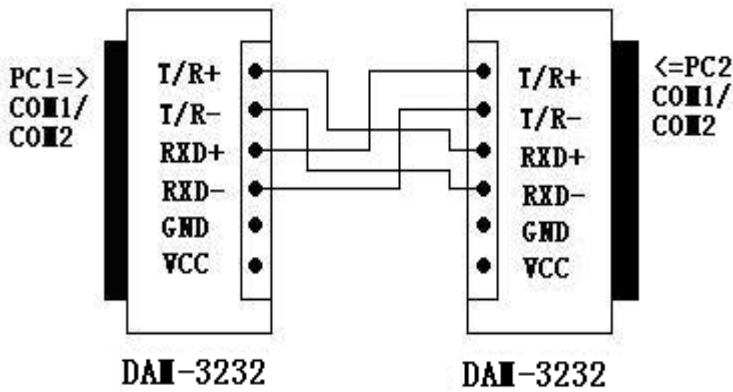 PC1=>
COM1/
COM2
T/R+
T/R-
RXD+
RXD-
GND
VCC
DAM-3232
T/R+
T/R-
RXD+
RXD-
GND
VCC
<=PC2
COM1/
COM2
DAM-3232